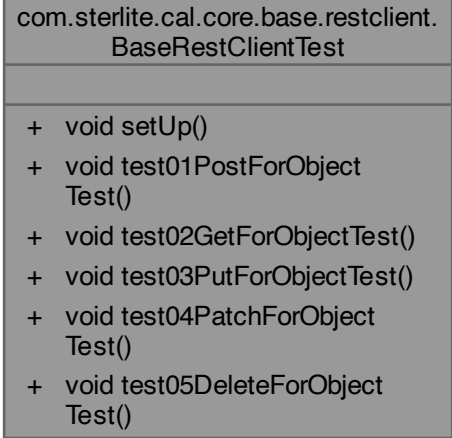 com.sterlite.cal.core.base.restclient.
BaseRestClientTest
+ void setUp()
+ void test01PostForObject
Test()
+ void test02GetForObjectTest()
+ void test03PutForObjectTest()
+ void test04PatchForObject
Test()
+ void test05DeleteForObject
Test()